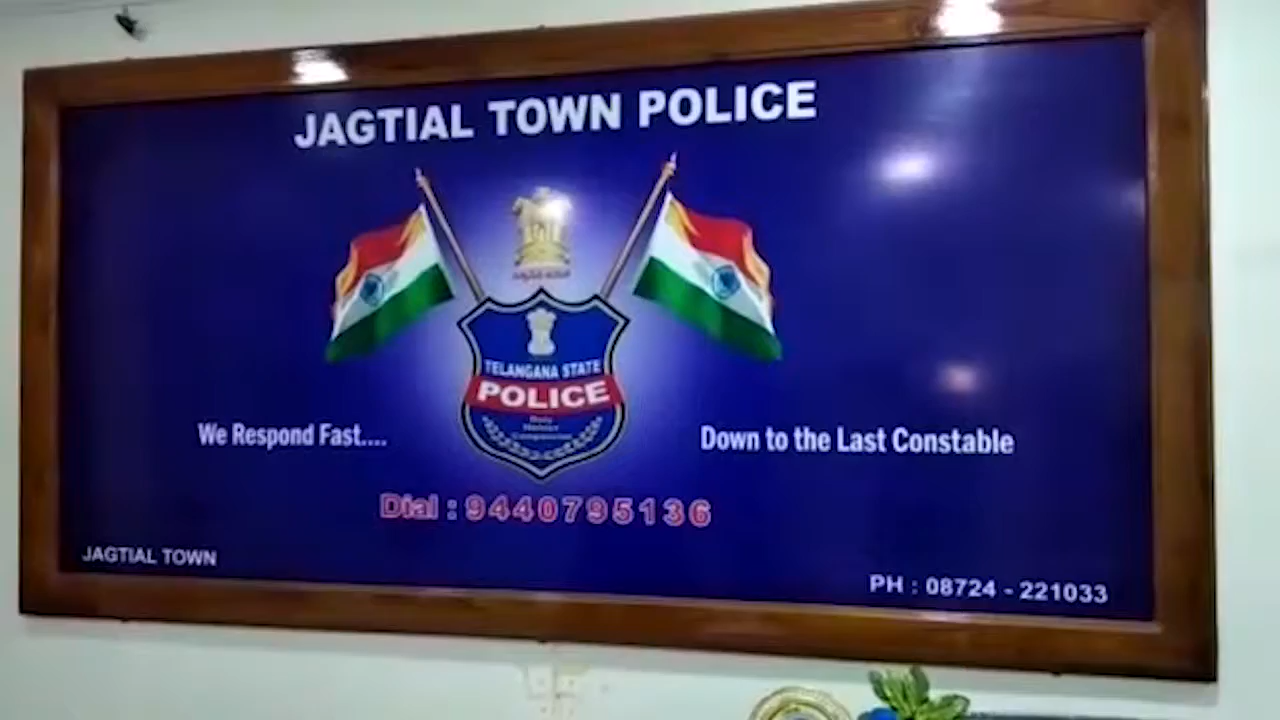 JAGTIAL TOWN POLICE
TELANGANA STATE
POLICE
We Respond Fast....
Down to the Last Constable
Dial : 9440795136
JAGTIAL TOWN
PH : 08724 - 221033